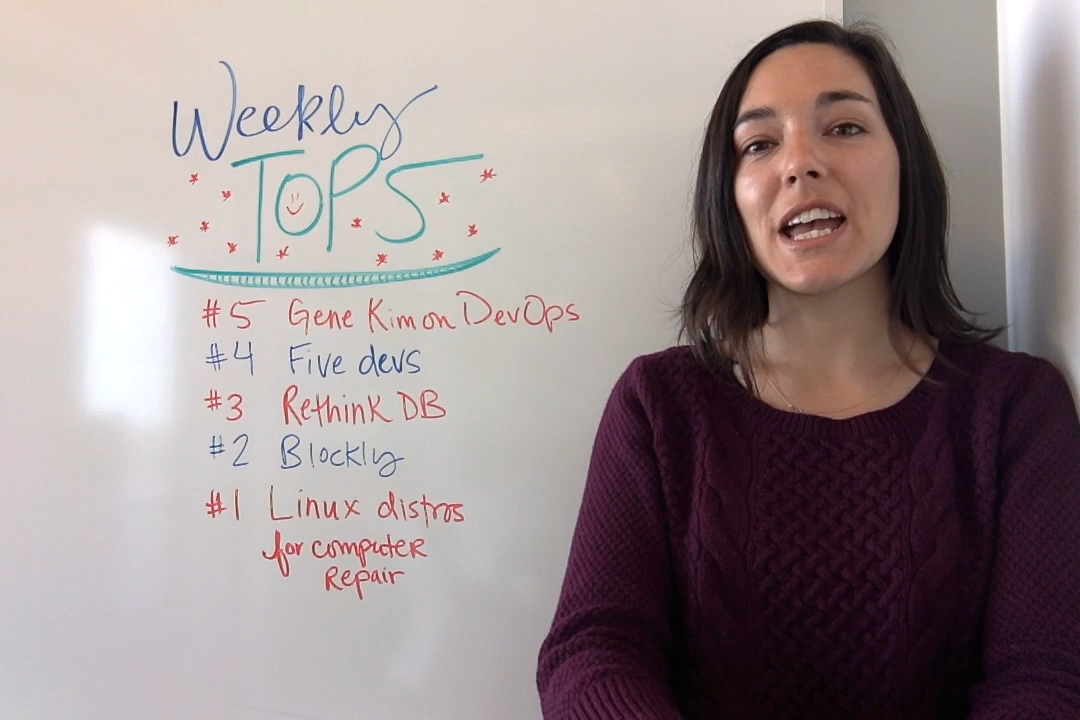 Weekly
TOPS
#5 Gene Kim on DevOps
#4 Five devs
#3 Rethink DB
#2 Blockly
#1 Linux distros
for computer
Repair